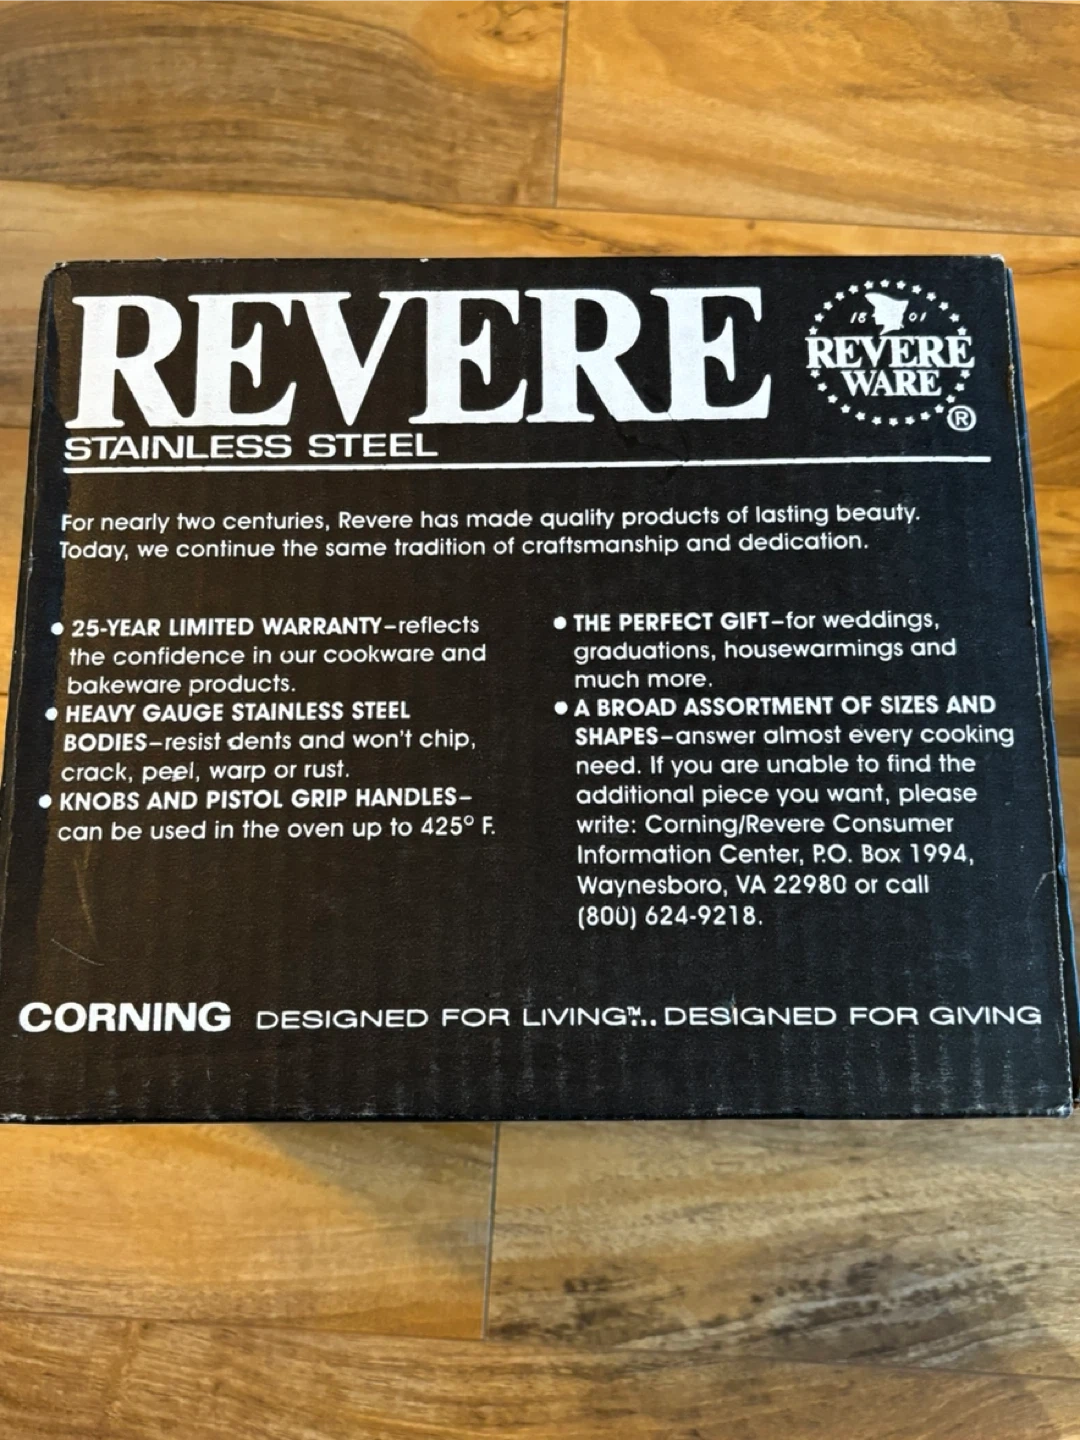 REVERE
STAINLESS STEEL
18 01
REVERE
WARE
®
For nearly two centuries, Revere has made quality products of lasting beauty.
Today, we continue the same tradition of craftsmanship and dedication.
• 25-YEAR LIMITED WARRANTY–reflects
the confidence in our cookware and
bakeware products.
• HEAVY GAUGE STAINLESS STEEL
BODIES–resist dents and won't chip,
crack, peel, warp or rust.
• KNOBS AND PISTOL GRIP HANDLES–
can be used in the oven up to 425° F.
• THE PERFECT GIFT–for weddings,
graduations, housewarmings and
much more.
• A BROAD ASSORTMENT OF SIZES AND
SHAPES–answer almost every cooking
need. If you are unable to find the
additional piece you want, please
write: Corning/Revere Consumer
Information Center, P.O. Box 1994,
Waynesboro, VA 22980 or call
(800) 624-9218.
CORNING DESIGNED FOR LIVING™... DESIGNED FOR GIVING